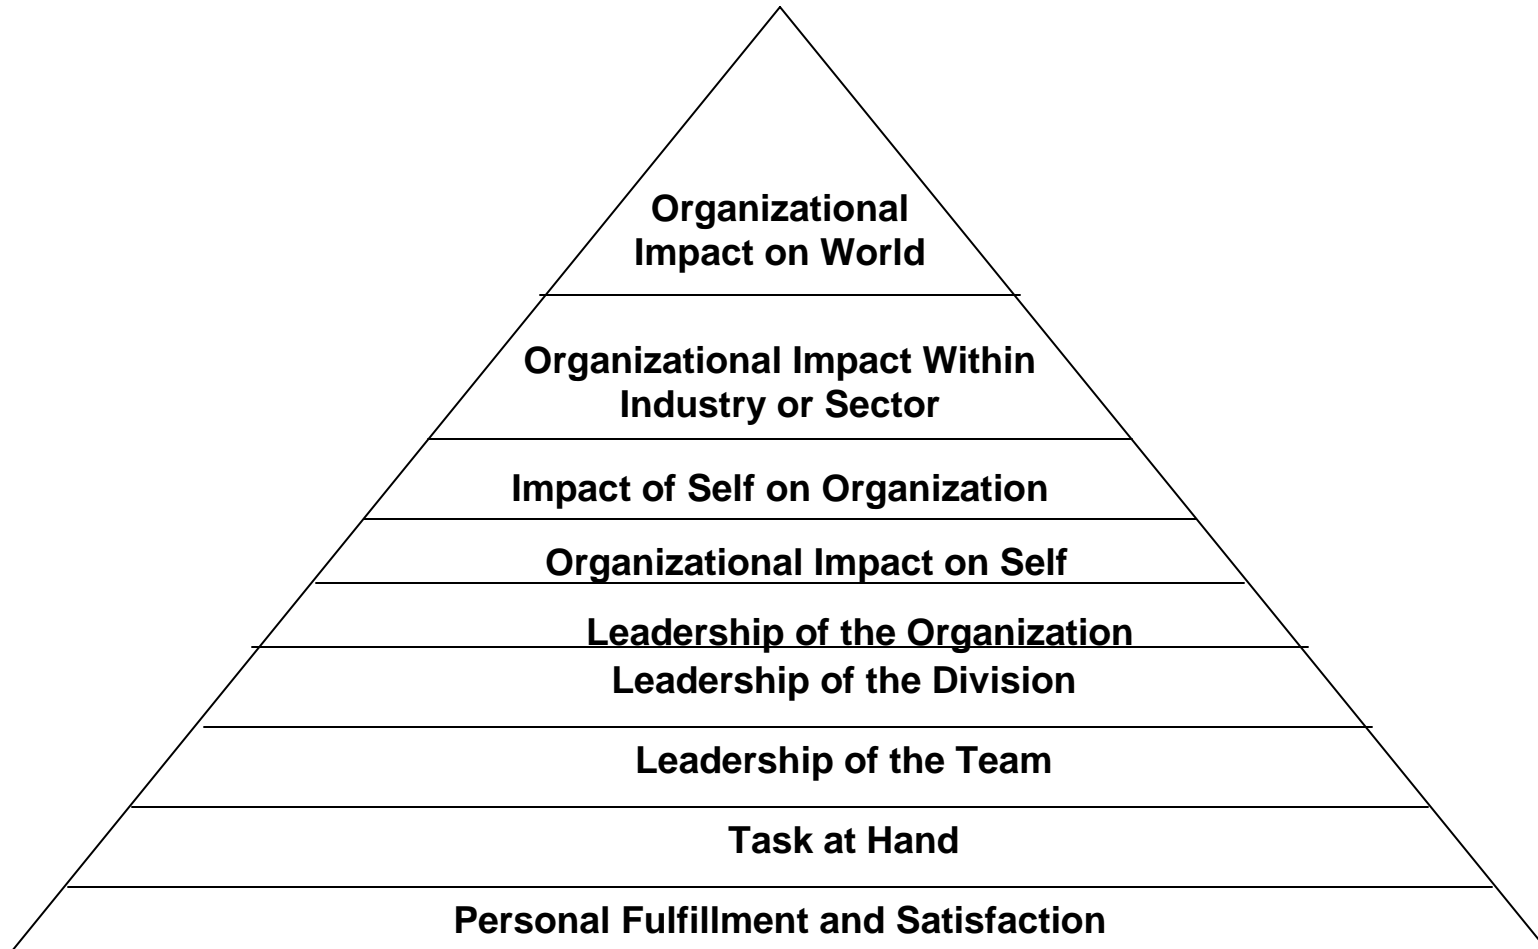 Organizational
Impact on World
Organizational Impact Within
Industry or Sector
Impact of Self on Organization
Organizational Impact on Self
Leadership of the Organization
Leadership of the Division
Leadership of the Team
Task at Hand
Personal Fulfillment and Satisfaction